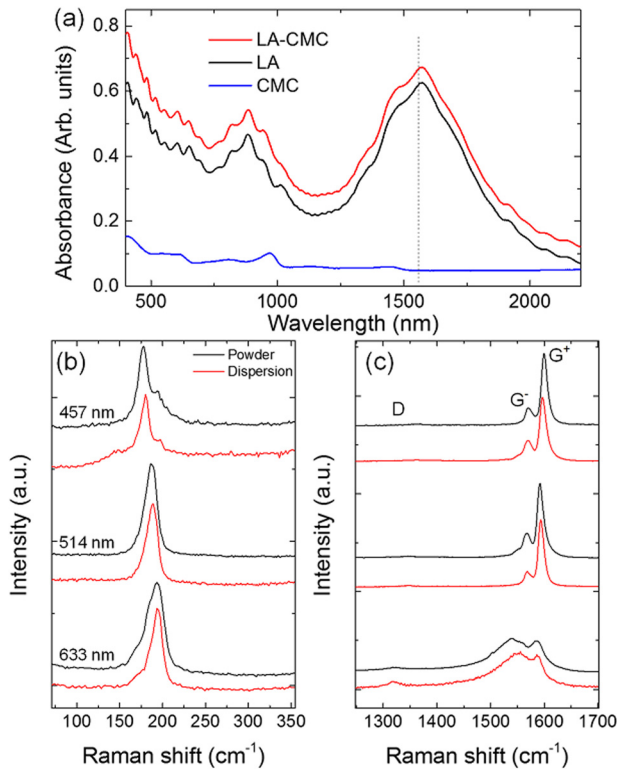 (a)
LA-CMC
LA
CMC
0.8
0.6
0.4
0.2
0.0
Absorbance (Arb. units)
500 1000 1500 2000
Wavelength (nm)
(b)
Powder
Dispersion
457 nm
514 nm
633 nm
Intensity (a.u.)
100 150 200 250 300 350
Raman shift (cm⁻¹)
(c)
G⁺
G⁻
D
Intensity (a.u.)
1300 1400 1500 1600 1700
Raman shift (cm⁻¹)